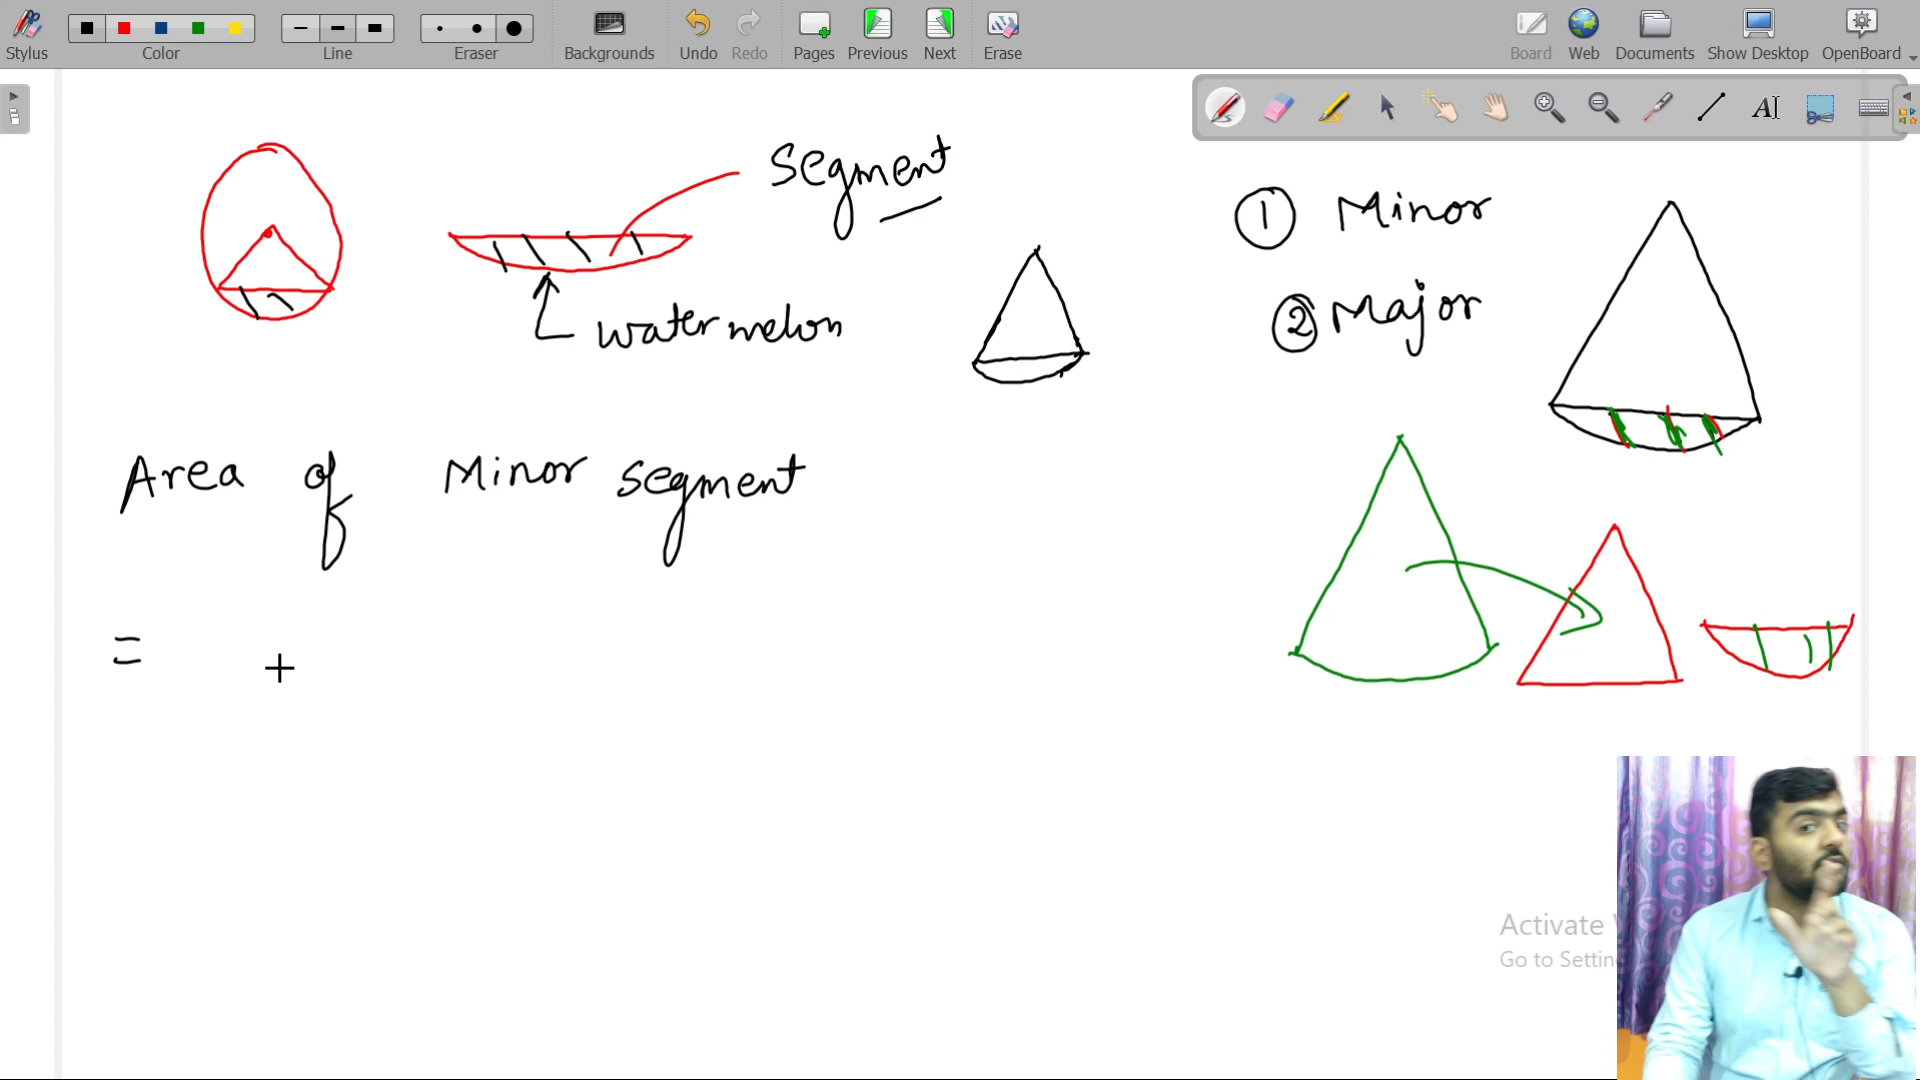 Stylus Color Line Eraser Backgrounds Undo Redo Pages Previous Next Erase Board Web Documents Show Desktop OpenBoard
segment
watermelon
① Minor
② Major
Area of Minor segment
=
Activate
Go to Settin